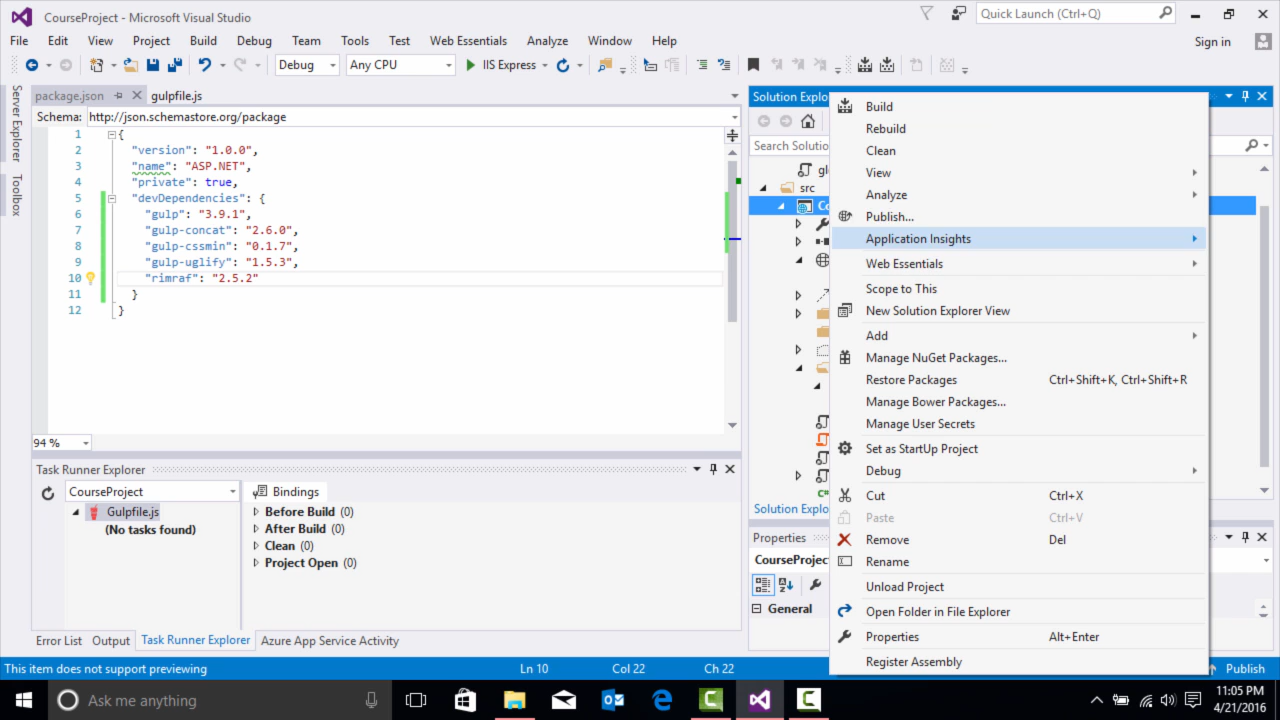 CourseProject - Microsoft Visual Studio
Quick Launch (Ctrl+Q)
File Edit View Project Build Debug Team Tools Test Web Essentials Analyze Window Help
Sign in
Debug Any CPU IIS Express
Server Explorer
Toolbox
package.json gulpfile.js
Schema: http://json.schemastore.org/package
1 {
2 "version": "1.0.0",
3 "name": "ASP.NET",
4 "private": true,
5 "devDependencies": {
6 "gulp": "3.9.1",
7 "gulp-concat": "2.6.0",
8 "gulp-cssmin": "0.1.7",
9 "gulp-uglify": "1.5.3",
10 "rimraf": "2.5.2"
11 }
12 }
94 %
Task Runner Explorer
CourseProject
Gulpfile.js
(No tasks found)
Bindings
Before Build (0)
After Build (0)
Clean (0)
Project Open (0)
Error List Output Task Runner Explorer Azure App Service Activity
Solution Explo
Search Solutio
gl
src
Co
C#
Solution Explo
Properties
CourseProjec
General
Build
Rebuild
Clean
View
Analyze
Publish...
Application Insights
Web Essentials
Scope to This
New Solution Explorer View
Add
Manage NuGet Packages...
Restore Packages Ctrl+Shift+K, Ctrl+Shift+R
Manage Bower Packages...
Manage User Secrets
Set as StartUp Project
Debug
Cut Ctrl+X
Paste Ctrl+V
Remove Del
Rename
Unload Project
Open Folder in File Explorer
Properties Alt+Enter
Register Assembly
This item does not support previewing Ln 10 Col 22 Ch 22 Publish
Ask me anything
11:05 PM
4/21/2016